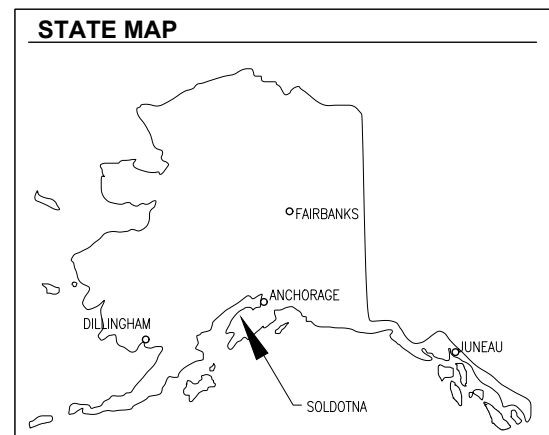 STATE MAP
FAIRBANKS
ANCHORAGE
DILLINGHAM
JUNEAU
SOLDOTNA